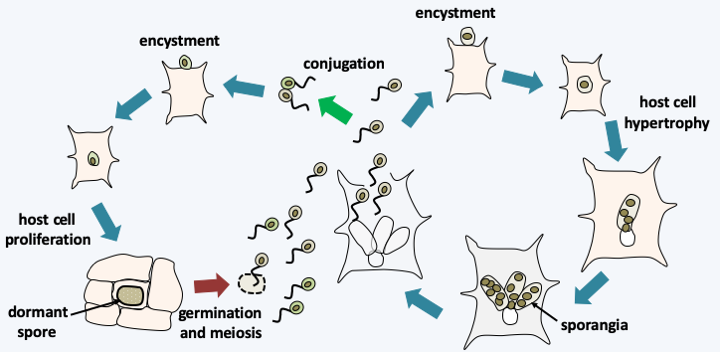 encystment
encystment
conjugation
host cell
hypertrophy
host cell
proliferation
dormant
spore
germination
and meiosis
sporangia